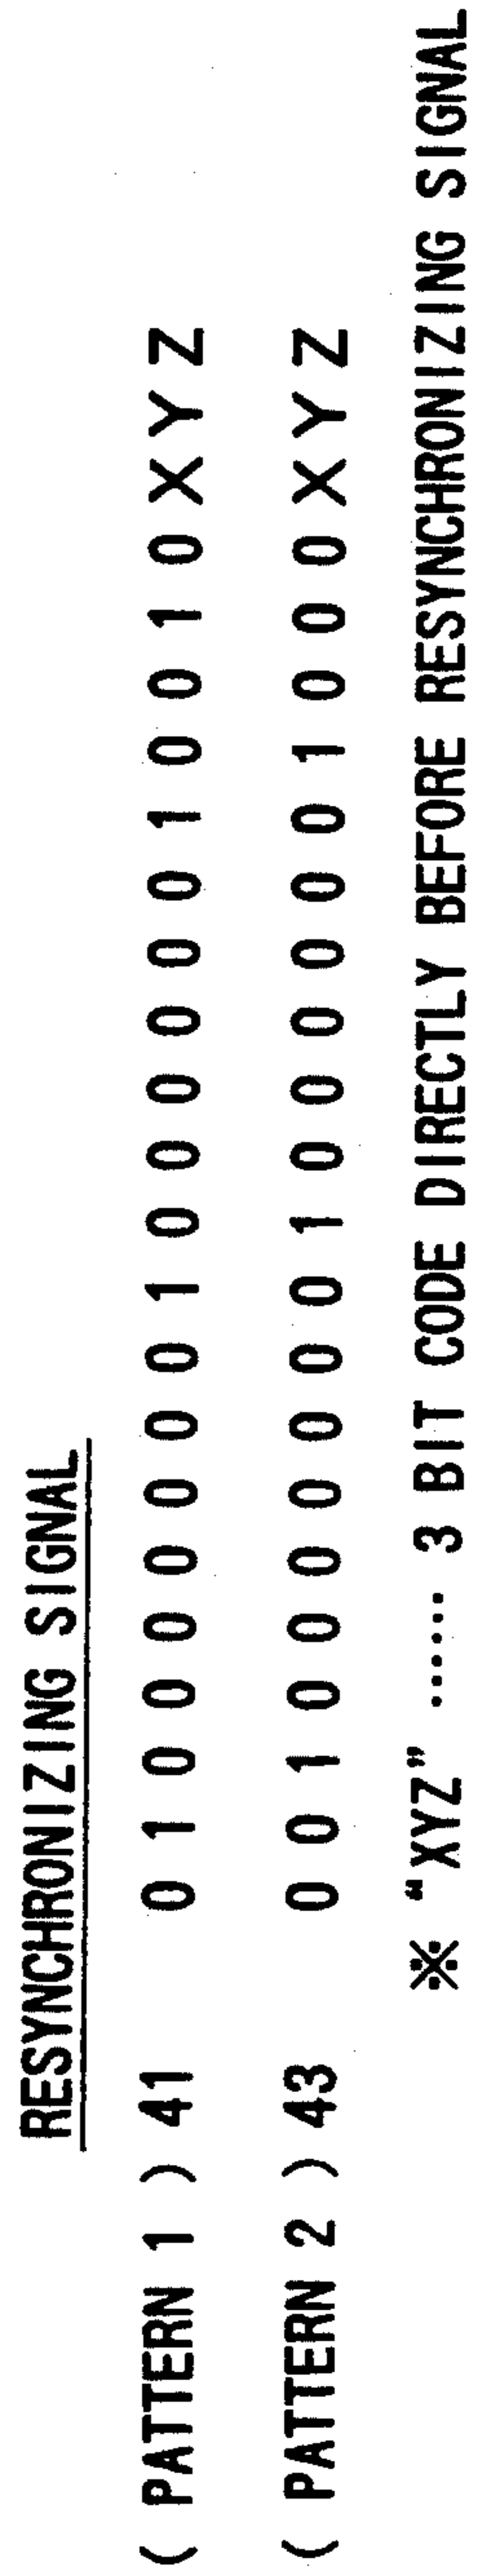 RESYNCHRONIZING SIGNAL
( PATTERN 1 ) 41 0 1 0 0 0 0 0 0 0 1 0 0 0 0 0 0 1 0 0 1 0 X Y Z
( PATTERN 2 ) 43 0 0 1 0 0 0 0 0 0 0 1 0 0 0 0 0 0 1 0 0 0 X Y Z
※ “XYZ” ...... 3 BIT CODE DIRECTLY BEFORE RESYNCHRONIZING SIGNAL